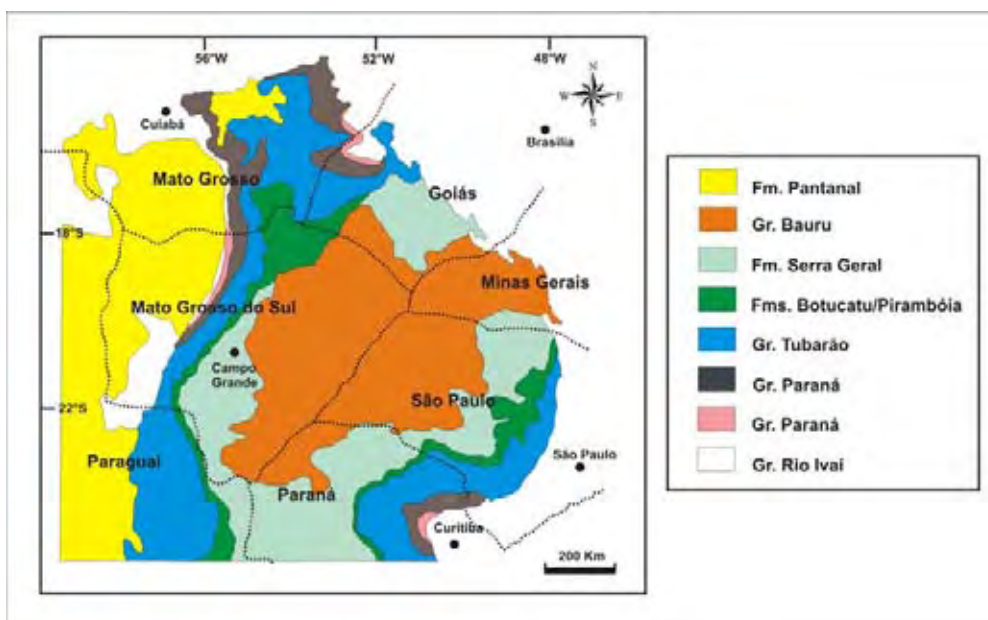 56°W
52°W
48°W
N
W
E
S
Cuiabá
Brasília
Mato Grosso
Goiás
18°S
Minas Gerais
Mato Grosso do Sul
Campo
Grande
22°S
São Paulo
Paraguai
São Paulo
Paraná
Curitiba
200 Km
Fm. Pantanal
Gr. Bauru
Fm. Serra Geral
Fms. Botucatu/Pirambóia
Gr. Tubarão
Gr. Paraná
Gr. Paraná
Gr. Rio Ivaí